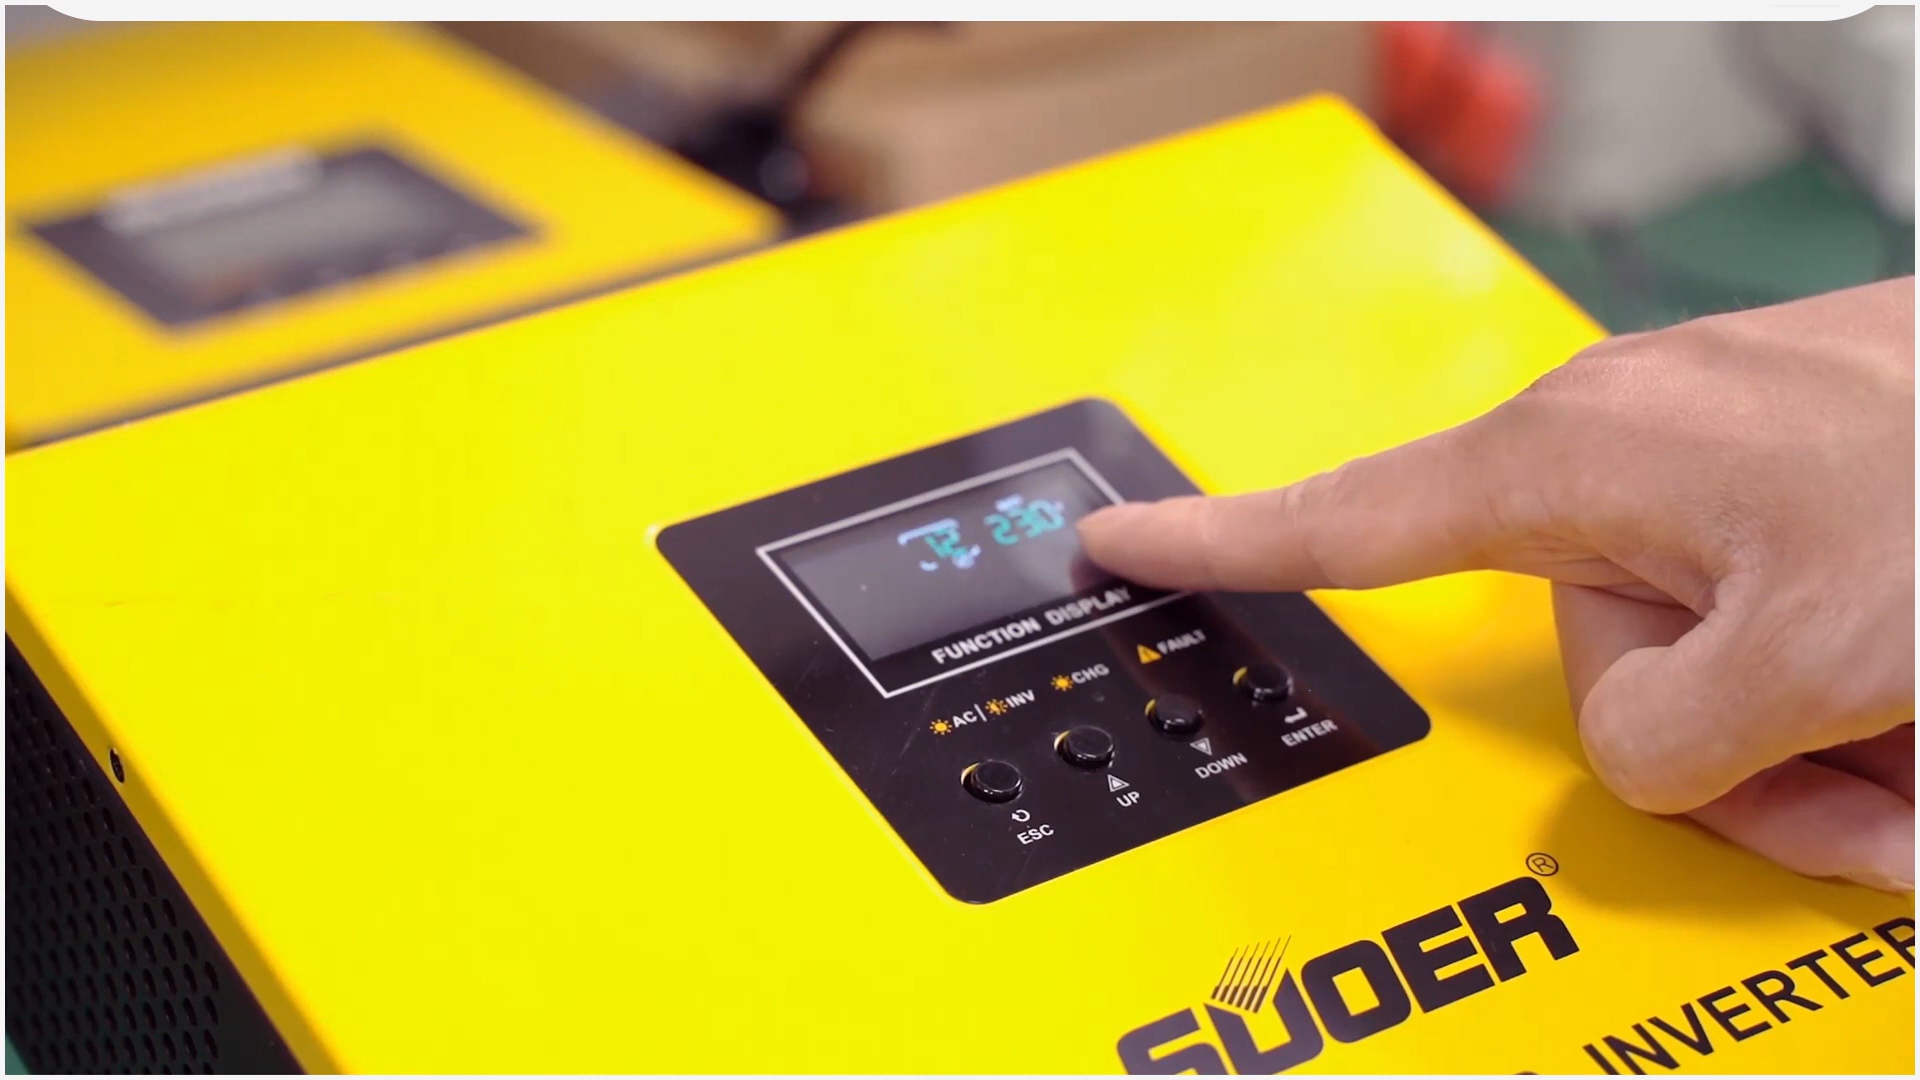 12 230
FUNCTION DISPLAY
AC | INV CHG FAULT
ESC UP DOWN ENTER
SUOER®
INVERTER